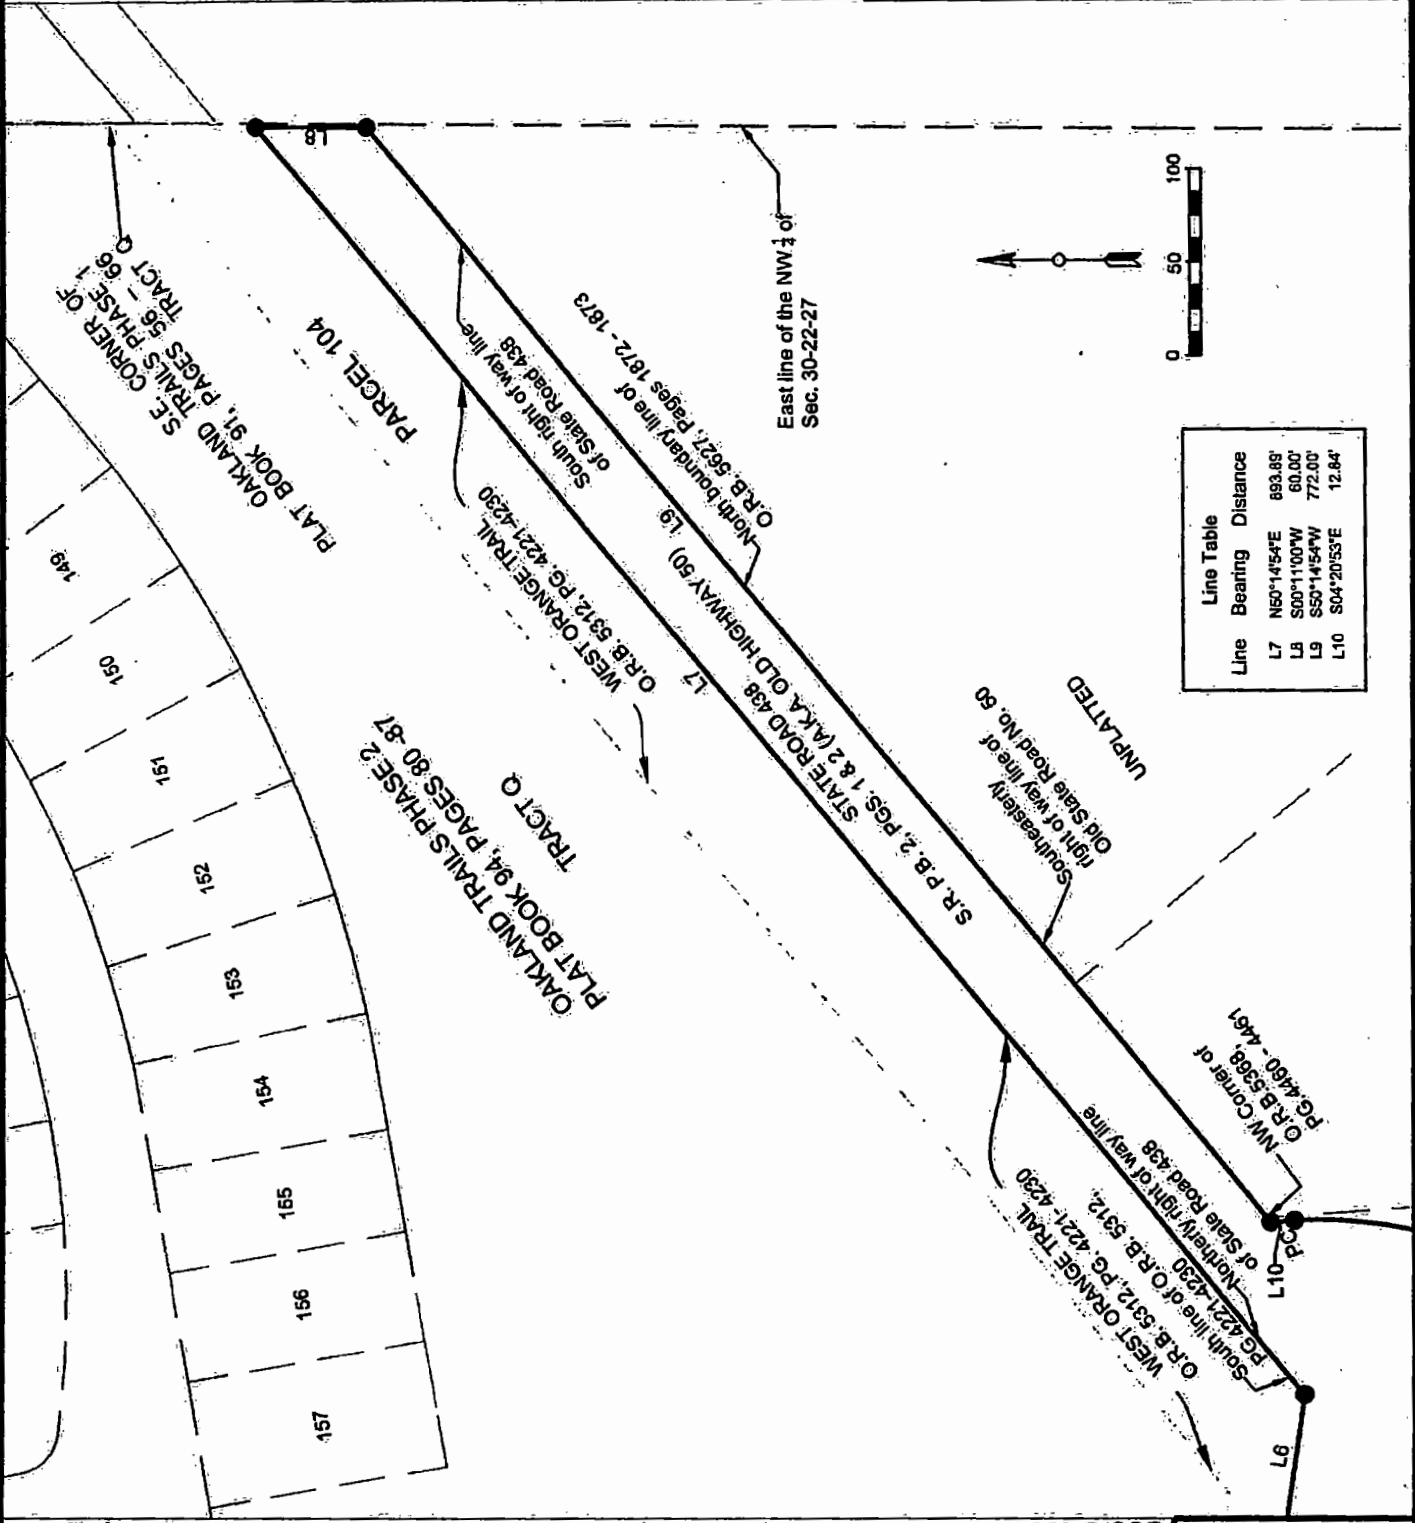 L8
S.E. CORNER OF
OAKLAND TRAILS PHASE 1
PLAT BOOK 91, PAGES 56 - 66
TRACT Q
PARCEL 104
South right of way line
of State Road 438
East line of the NW ¼ of
Sec. 30-22-27
North boundary line of
O.R.B. 5627, Pages 1872 - 1873
WEST ORANGE TRAIL
O.R.B. 5312, PG. 4221-4230
149
150
151
152
153
154
155
156
157
OAKLAND TRAILS PHASE 2
PLAT BOOK 94, PAGES 80 -87
TRACT Q
L7
L9
STATE ROAD 438
S.R. P.B. 2, PGS. 1 & 2 (A.K.A. OLD HIGHWAY 50)
0
50
100
Line Table
Line Bearing Distance
L7 N50°14'54"E 893.89'
L8 S00°11'00"W 60.00'
L9 S50°14'54"W 772.00'
L10 S04°20'53"E 12.84'
Southeasterly
right of way line of
Old State Road No. 60
UNPLATTED
NW Corner of
O.R.B. 5368,
PG. 4460 - 4461
WEST ORANGE TRAIL
O.R.B. 5312, PG. 4221-4230
South line of O.R.B. 5312,
PG 4221-4230
Northerly right of way line
of State Road 438
L10
PC
L6